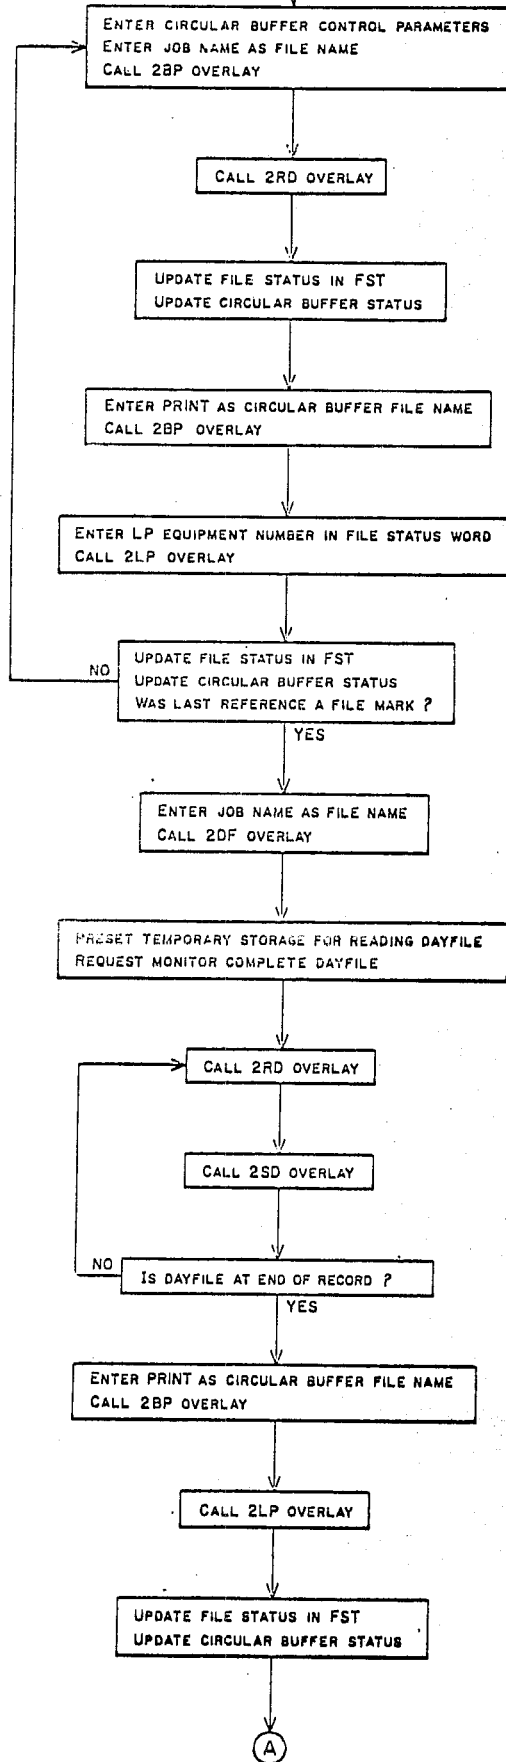 ENTER CIRCULAR BUFFER CONTROL PARAMETERS
ENTER JOB NAME AS FILE NAME
CALL 2BP OVERLAY
CALL 2RD OVERLAY
UPDATE FILE STATUS IN FST
UPDATE CIRCULAR BUFFER STATUS
ENTER PRINT AS CIRCULAR BUFFER FILE NAME
CALL 2BP OVERLAY
ENTER LP EQUIPMENT NUMBER IN FILE STATUS WORD
CALL 2LP OVERLAY
NO
UPDATE FILE STATUS IN FST
UPDATE CIRCULAR BUFFER STATUS
WAS LAST REFERENCE A FILE MARK ?
YES
ENTER JOB NAME AS FILE NAME
CALL 2DF OVERLAY
PRESET TEMPORARY STORAGE FOR READING DAYFILE
REQUEST MONITOR COMPLETE DAYFILE
CALL 2RD OVERLAY
CALL 2SD OVERLAY
NO
IS DAYFILE AT END OF RECORD ?
YES
ENTER PRINT AS CIRCULAR BUFFER FILE NAME
CALL 2BP OVERLAY
CALL 2LP OVERLAY
UPDATE FILE STATUS IN FST
UPDATE CIRCULAR BUFFER STATUS
A